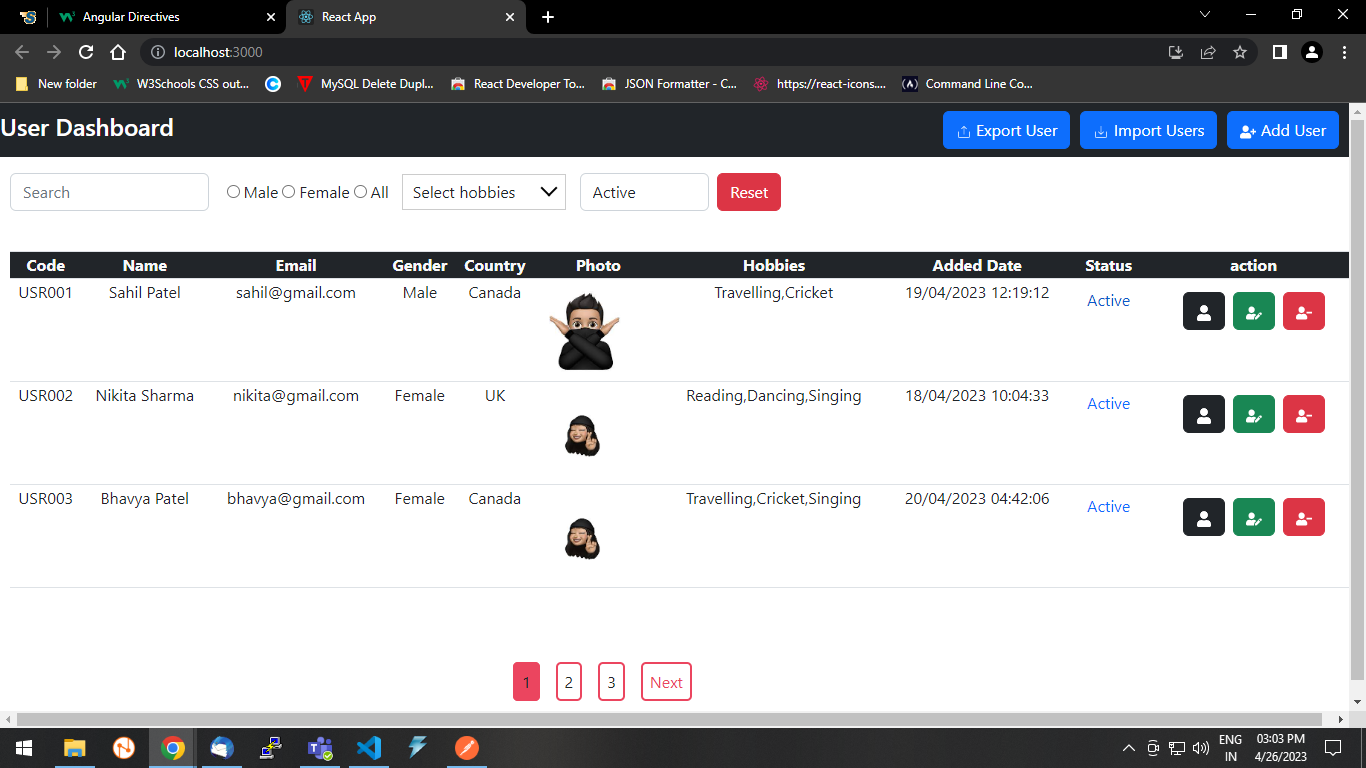 Angular Directives
React App
localhost:3000
New folder
W3Schools CSS out...
MySQL Delete Dupl...
React Developer To...
JSON Formatter - C...
https://react-icons....
Command Line Co...
User Dashboard
Export User
Import Users
Add User
Search
Male
Female
All
Select hobbies
Active
Reset
Code Name Email Gender Country Photo Hobbies Added Date Status action
USR001 Sahil Patel sahil@gmail.com Male Canada Travelling,Cricket 19/04/2023 12:19:12 Active
USR002 Nikita Sharma nikita@gmail.com Female UK Reading,Dancing,Singing 18/04/2023 10:04:33 Active
USR003 Bhavya Patel bhavya@gmail.com Female Canada Travelling,Cricket,Singing 20/04/2023 04:42:06 Active
1 2 3 Next
ENG
IN
03:03 PM
4/26/2023